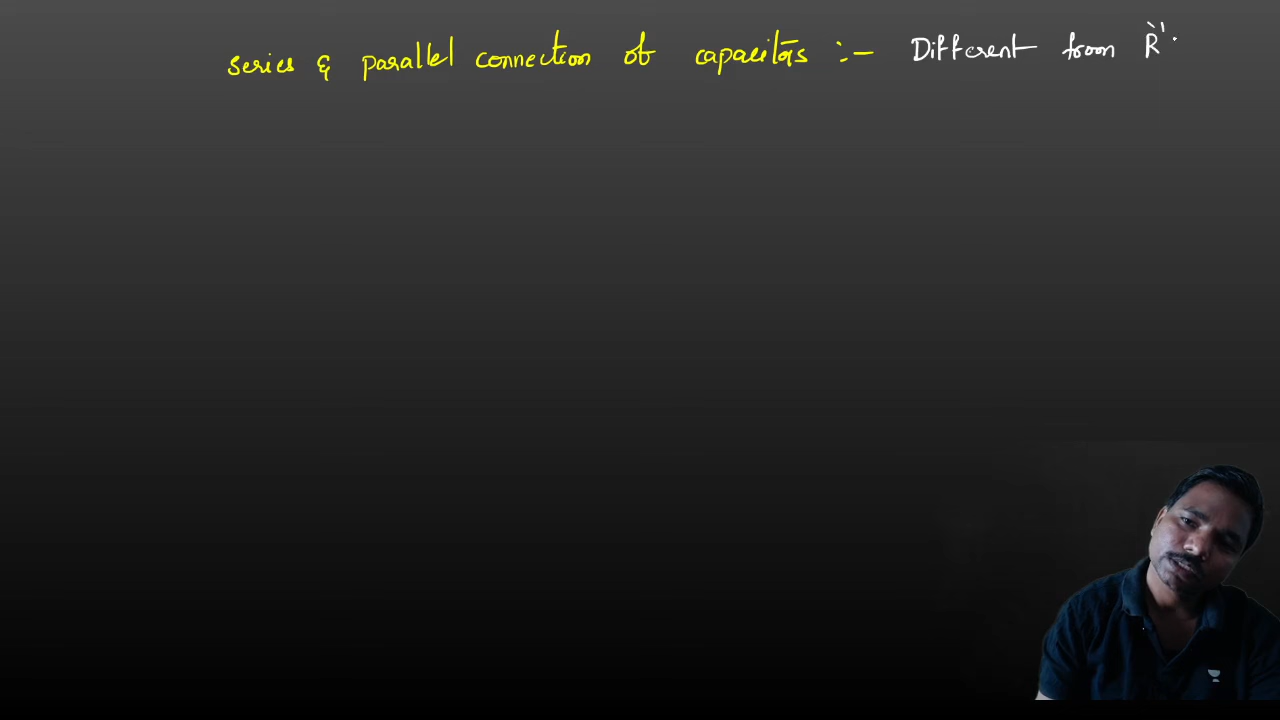 series & parallel connection of capacitors :- Different from R'